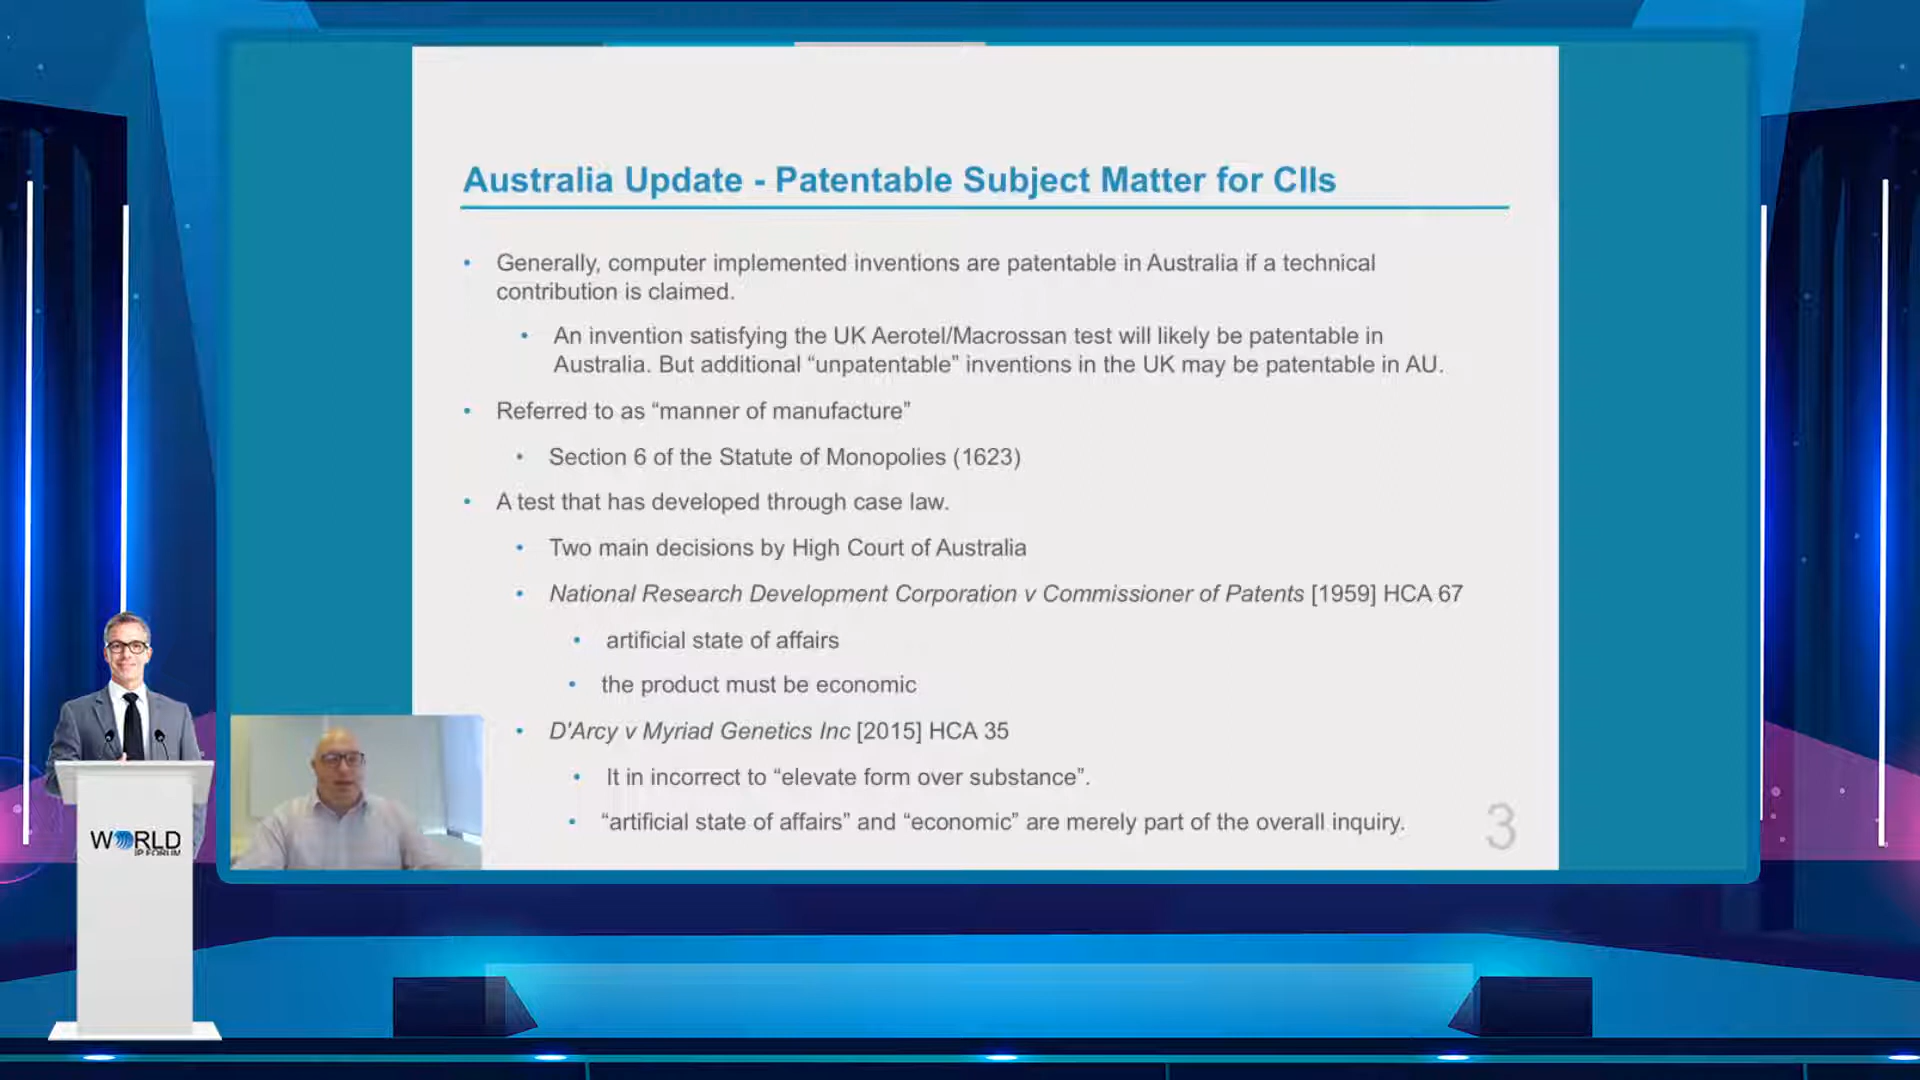 Australia Update - Patentable Subject Matter for CIIs
• Generally, computer implemented inventions are patentable in Australia if a technical
contribution is claimed.
• An invention satisfying the UK Aerotel/Macrossan test will likely be patentable in
Australia. But additional “unpatentable” inventions in the UK may be patentable in AU.
• Referred to as “manner of manufacture”
• Section 6 of the Statute of Monopolies (1623)
• A test that has developed through case law.
• Two main decisions by High Court of Australia
• National Research Development Corporation v Commissioner of Patents [1959] HCA 67
• artificial state of affairs
• the product must be economic
• D'Arcy v Myriad Genetics Inc [2015] HCA 35
• It in incorrect to “elevate form over substance”.
• “artificial state of affairs” and “economic” are merely part of the overall inquiry.
3
WORLD
IP FORUM